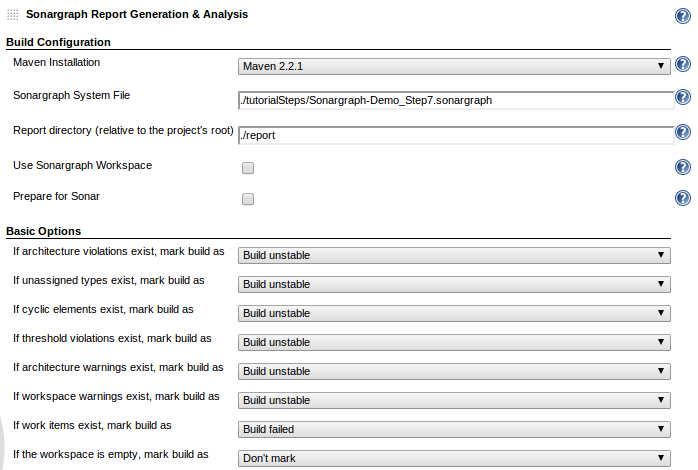 Sonargraph Report Generation & Analysis ?
Build Configuration
Maven Installation Maven 2.2.1 ?
Sonargraph System File ./tutorialSteps/Sonargraph-Demo_Step7.sonargraph ?
Report directory (relative to the project's root) ./report ?
Use Sonargraph Workspace ?
Prepare for Sonar ?
Basic Options
If architecture violations exist, mark build as Build unstable
If unassigned types exist, mark build as Build unstable
If cyclic elements exist, mark build as Build unstable
If threshold violations exist, mark build as Build unstable
If architecture warnings exist, mark build as Build unstable
If workspace warnings exist, mark build as Build unstable
If work items exist, mark build as Build failed
If the workspace is empty, mark build as Don't mark